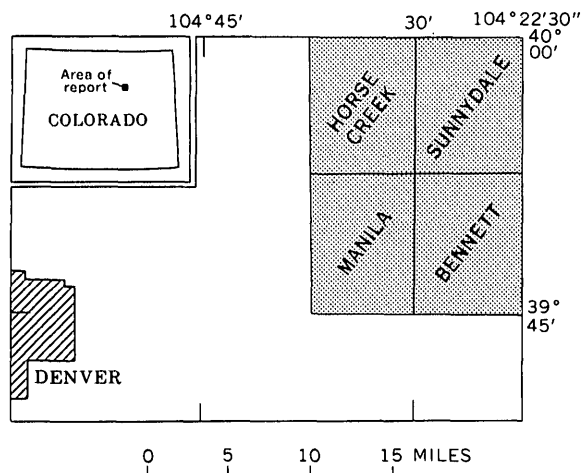 104°45′ 30′ 104°22′30″
40°
00′
Area of
report
COLORADO
HORSE
CREEK
SUNNYDALE
MANILA
BENNETT
39°
45′
DENVER
0 5 10 15 MILES